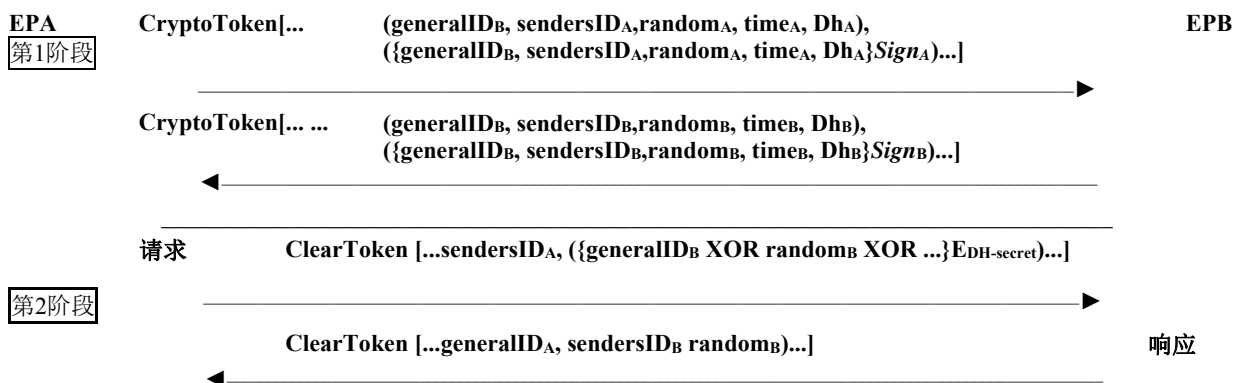 EPA CryptoToken[... (generalIDB, sendersIDA,randomA, timeA, DhA), EPB
第1阶段 ({generalIDB, sendersIDA,randomA, timeA, DhA}SignA)...]
CryptoToken[... ... (generalIDB, sendersIDB,randomB, timeB, DhB),
({generalIDB, sendersIDB,randomB, timeB, DhB}SignB)...]
请求 ClearToken [...sendersIDA, ({generalIDB XOR randomB XOR ...}EDH-secret)...]
第2阶段
ClearToken [...generalIDA, sendersIDB randomB)...] 响应